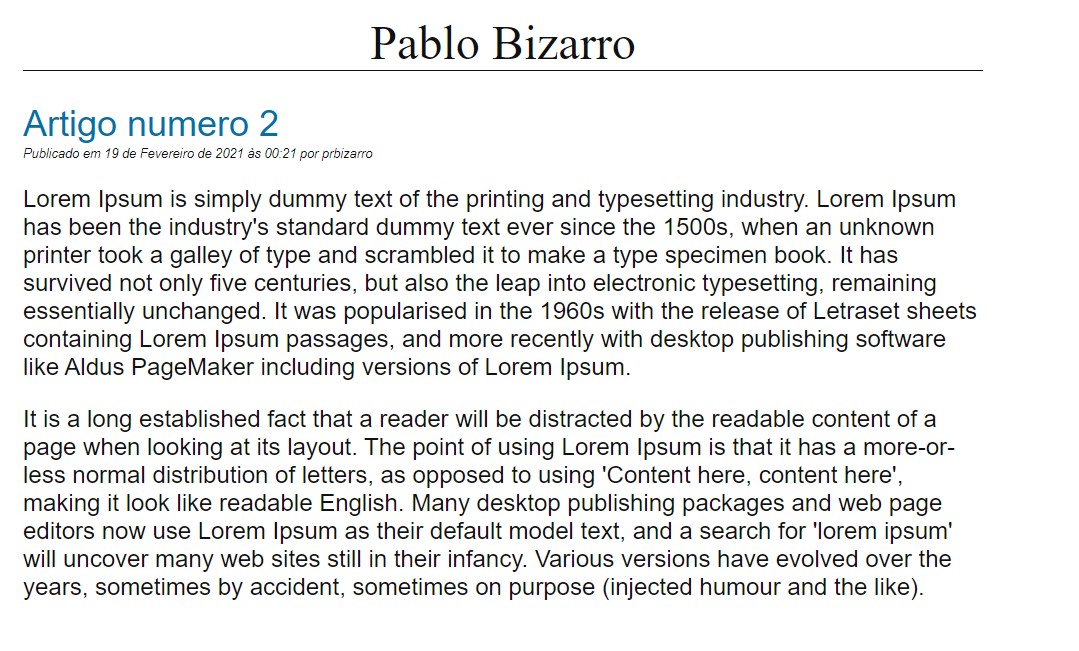 Pablo Bizarro
Artigo numero 2
Publicado em 19 de Fevereiro de 2021 às 00:21 por prbizarro
Lorem Ipsum is simply dummy text of the printing and typesetting industry. Lorem Ipsum
has been the industry's standard dummy text ever since the 1500s, when an unknown
printer took a galley of type and scrambled it to make a type specimen book. It has
survived not only five centuries, but also the leap into electronic typesetting, remaining
essentially unchanged. It was popularised in the 1960s with the release of Letraset sheets
containing Lorem Ipsum passages, and more recently with desktop publishing software
like Aldus PageMaker including versions of Lorem Ipsum.
It is a long established fact that a reader will be distracted by the readable content of a
page when looking at its layout. The point of using Lorem Ipsum is that it has a more-or-
less normal distribution of letters, as opposed to using 'Content here, content here',
making it look like readable English. Many desktop publishing packages and web page
editors now use Lorem Ipsum as their default model text, and a search for 'lorem ipsum'
will uncover many web sites still in their infancy. Various versions have evolved over the
years, sometimes by accident, sometimes on purpose (injected humour and the like).